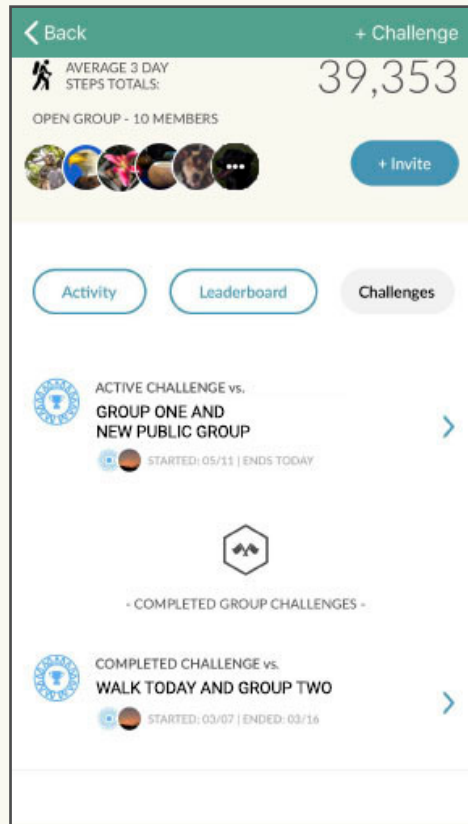 Back
+ Challenge
AVERAGE 3 DAY
STEPS TOTALS:
39,353
OPEN GROUP - 10 MEMBERS
+ Invite
Activity
Leaderboard
Challenges
ACTIVE CHALLENGE vs.
GROUP ONE AND
NEW PUBLIC GROUP
STARTED: 05/11 | ENDS TODAY
- COMPLETED GROUP CHALLENGES -
COMPLETED CHALLENGE vs.
WALK TODAY AND GROUP TWO
STARTED: 03/07 | ENDED: 03/16